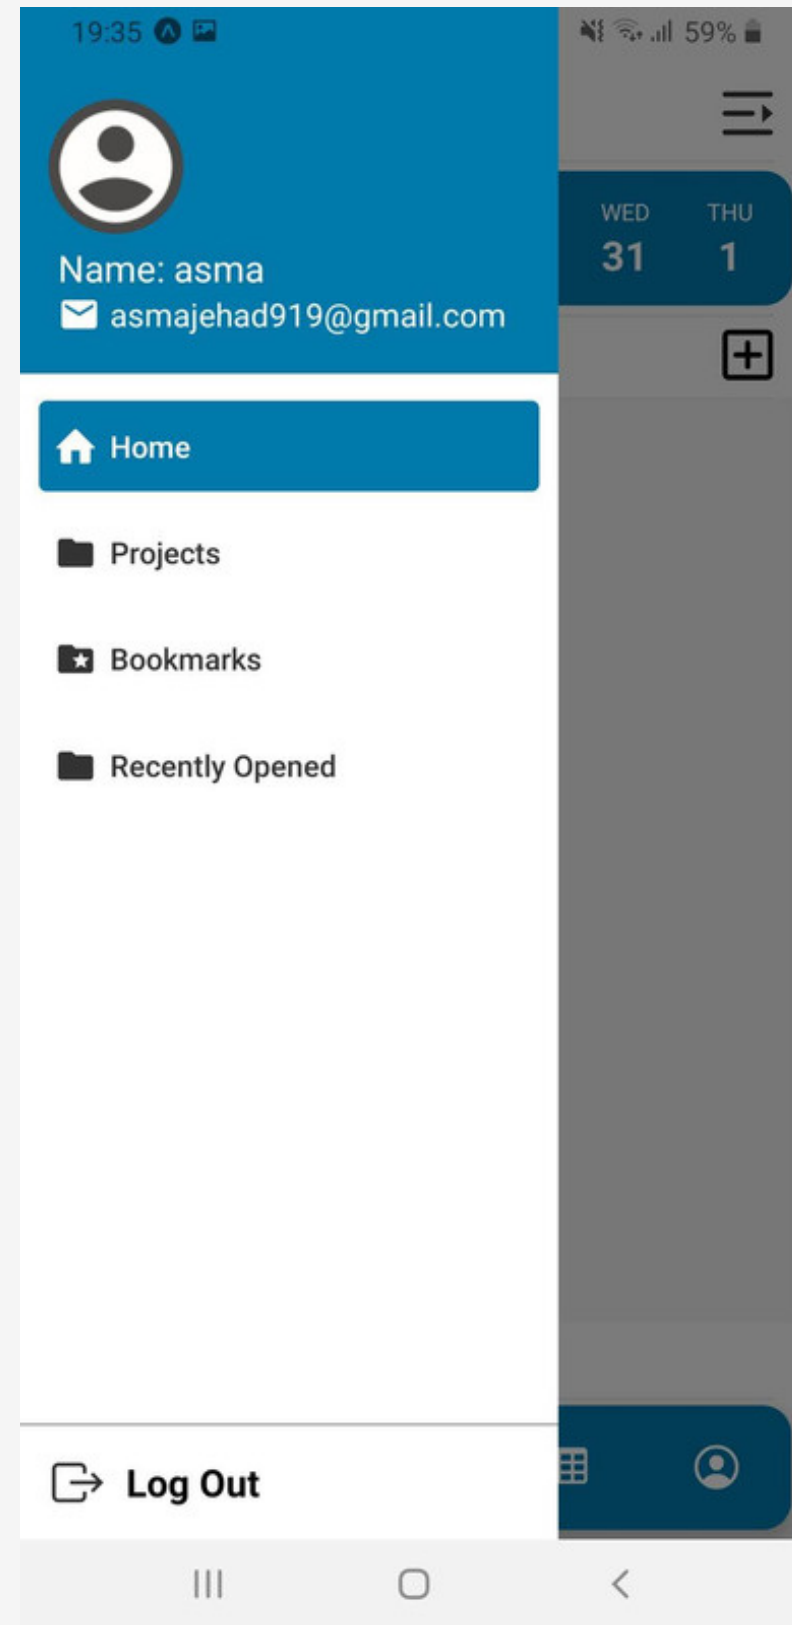 19:35 59%
WED THU
31 1
Name: asma
asmajehad919@gmail.com
Home
Projects
Bookmarks
Recently Opened
Log Out